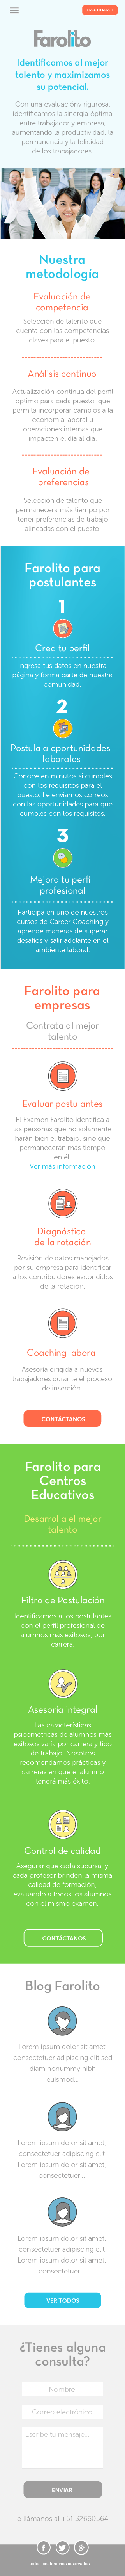 CREA TU PERFIL
Farolito
Identificamos al mejor
talento y maximizamos
su potencial.
Con una evaluaciónv rigurosa,
identificamos la sinergia óptima
entre trabajador y empresa,
aumentando la productividad, la
permanencia y la felicidad
de los trabajadores.
Nuestra
metodología
Evaluación de
competencia
Selección de talento que
cuenta con las competencias
claves para el puesto.
Análisis continuo
Actualización continua del perfil
óptimo para cada puesto, que
permita incorporar cambios a la
economía laboral u
operaciones internas que
impacten el día al día.
Evaluación de
preferencias
Selección de talento que
permanecerá más tiempo por
tener preferencias de trabajo
alineadas con el puesto.
Farolito para
postulantes
1
Crea tu perfil
Ingresa tus datos en nuestra
página y forma parte de nuestra
comunidad.
2
Postula a oportunidades
laborales
Conoce en minutos si cumples
con los requisitos para el
puesto. Le enviamos correos
con las oportunidades para que
cumples con los requisitos.
3
Mejora tu perfil
profesional
Participa en uno de nuestros
cursos de Career Coaching y
aprende maneras de superar
desafíos y salir adelante en el
ambiente laboral.
Farolito para
empresas
Contrata al mejor
talento
Evaluar postulantes
El Examen Farolito identifica a
las personas que no solamente
harán bien el trabajo, sino que
permanecerán más tiempo
en él.
Ver más información
Diagnóstico
de la rotación
Revisión de datos manejados
por su empresa para identificar
a los contribuidores escondidos
de la rotación.
Coaching laboral
Asesoría dirigida a nuevos
trabajadores durante el proceso
de inserción.
CONTÁCTANOS
Farolito para
Centros
Educativos
Desarrolla el mejor
talento
Filtro de Postulación
Identificamos a los postulantes
con el perfil profesional de
alumnos más éxitosos, por
carrera.
Asesoría integral
Las características
psicométricas de alumnos más
exitosos varía por carrera y tipo
de trabajo. Nosotros
recomendamos prácticas y
carreras en que el alumno
tendrá más éxito.
Control de calidad
Asegurar que cada sucursal y
cada profesor brinden la misma
calidad de formación,
evaluando a todos los alumnos
con el mismo examen.
CONTÁCTANOS
Blog Farolito
Lorem ipsum dolor sit amet,
consectetuer adipiscing elit sed
diam nonummy nibh
euismod...
Lorem ipsum dolor sit amet,
consectetuer adipiscing elit
Lorem ipsum dolor sit amet,
consectetuer...
Lorem ipsum dolor sit amet,
consectetuer adipiscing elit
Lorem ipsum dolor sit amet,
consectetuer...
VER TODOS
¿Tienes alguna
consulta?
Nombre
Correo electrónico
Escribe tu mensaje...
ENVIAR
o llámanos al +51 32660564
todos los derechos reservados